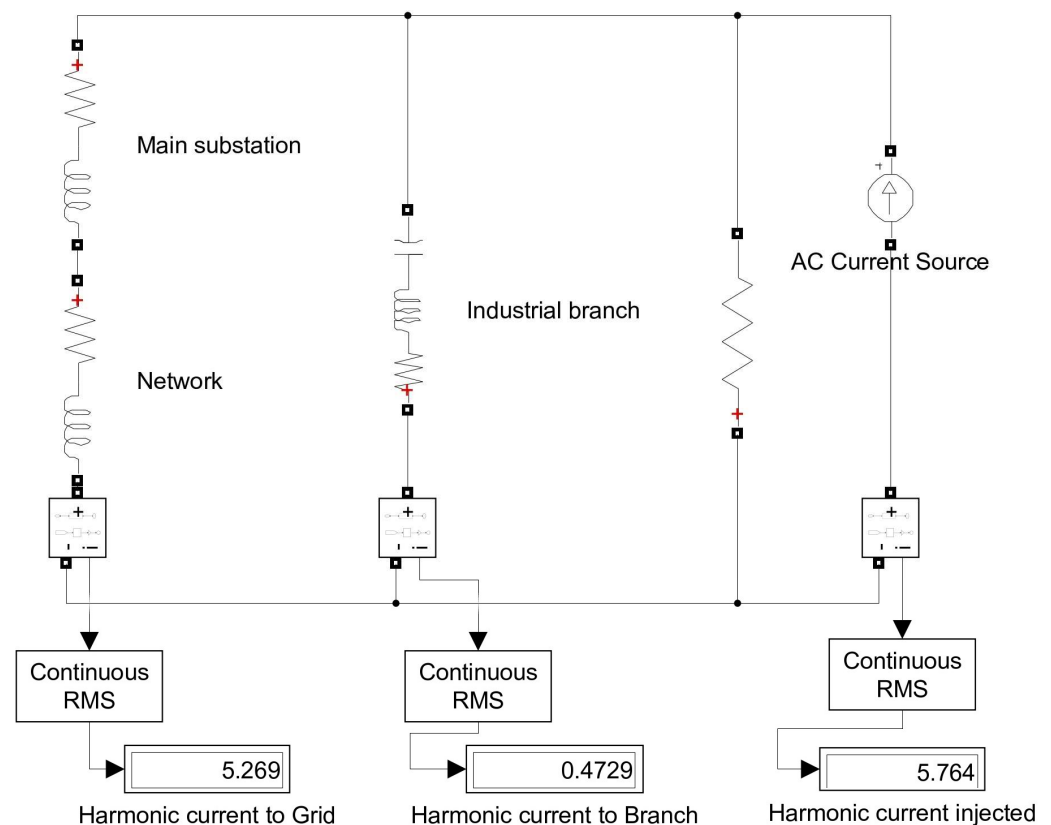 Main substation
AC Current Source
Industrial branch
Network
Continuous
RMS
Continuous
RMS
Continuous
RMS
5.269
0.4729
5.764
Harmonic current to Grid
Harmonic current to Branch
Harmonic current injected